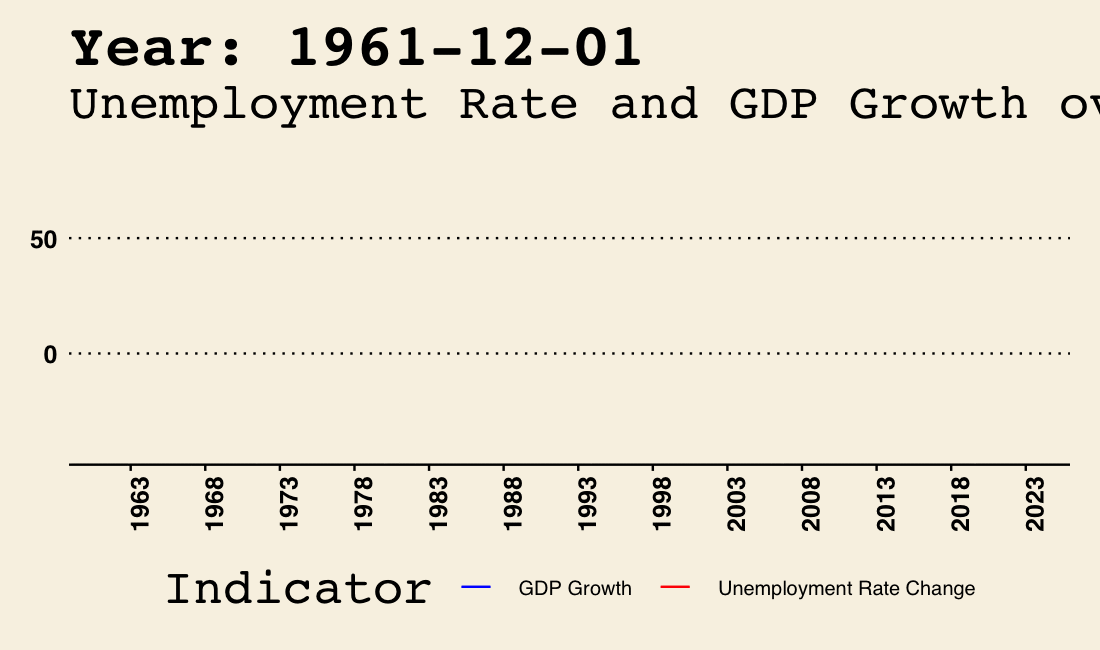 Year: 1961-12-01
Unemployment Rate and GDP Growth
50
0
1963 1968 1973 1978 1983 1988 1993 1998 2003 2008 2013 2018 2023
Indicator GDP Growth Unemployment Rate Change